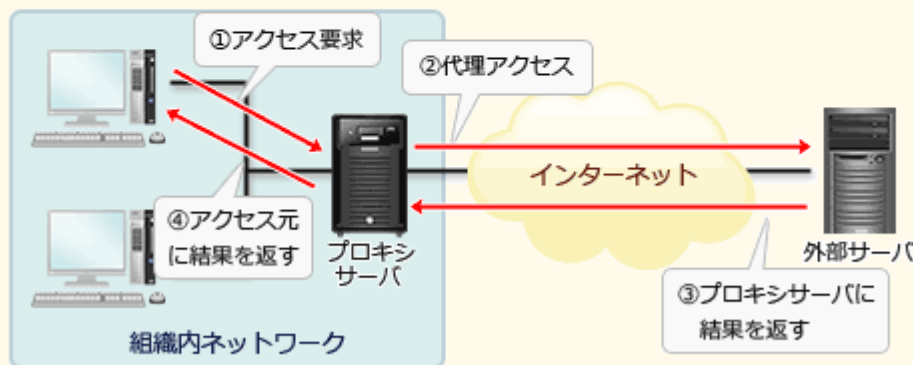 ①アクセス要求
②代理アクセス
インターネット
④アクセス元
に結果を返す
プロキシ
サーバ
外部サーバ
③プロキシサーバに
結果を返す
組織内ネットワーク